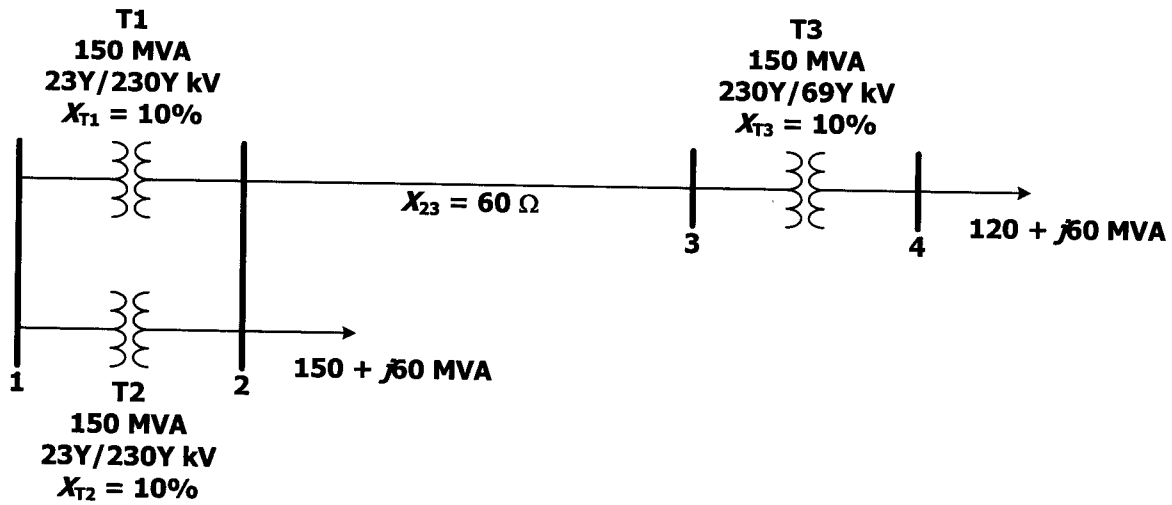 T1
150 MVA
23Y/230Y kV
X_T1 = 10%
T3
150 MVA
230Y/69Y kV
X_T3 = 10%
X_23 = 60 Ω
3
4
120 + j60 MVA
1
2
150 + j60 MVA
T2
150 MVA
23Y/230Y kV
X_T2 = 10%